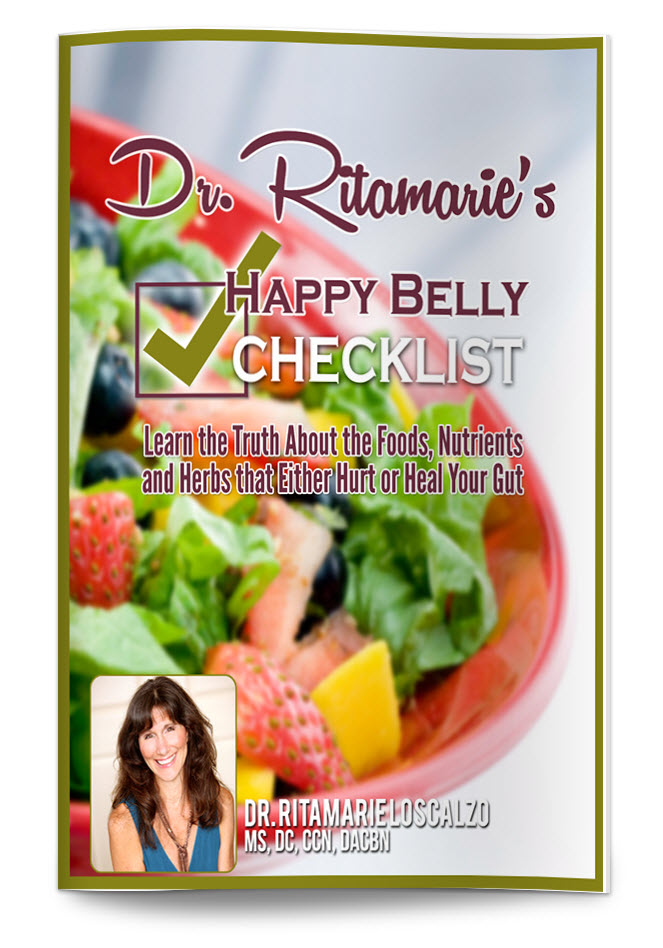 Dr. Ritamarie's
HAPPY BELLY
CHECKLIST
Learn the Truth About the Foods, Nutrients
and Herbs that Either Hurt or Heal Your Gut
DR. RITAMARIE LOSCALZO
MS, DC, CCN, DACBN